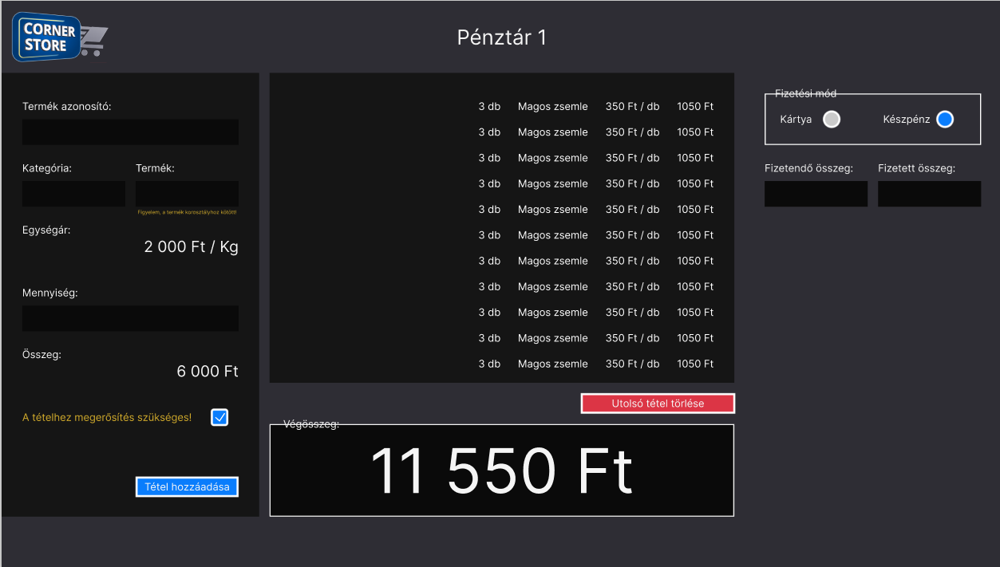 CORNER
STORE
Pénztár 1
Termék azonosító:
Kategória: Termék:
Figyelem, a termék korosztályhoz kötött!
Egységár:
2 000 Ft / Kg
Mennyiség:
Összeg:
6 000 Ft
A tételhez megerősítés szükséges!
Tétel hozzáadása
3 db Magos zsemle 350 Ft / db 1050 Ft
3 db Magos zsemle 350 Ft / db 1050 Ft
3 db Magos zsemle 350 Ft / db 1050 Ft
3 db Magos zsemle 350 Ft / db 1050 Ft
3 db Magos zsemle 350 Ft / db 1050 Ft
3 db Magos zsemle 350 Ft / db 1050 Ft
3 db Magos zsemle 350 Ft / db 1050 Ft
3 db Magos zsemle 350 Ft / db 1050 Ft
3 db Magos zsemle 350 Ft / db 1050 Ft
3 db Magos zsemle 350 Ft / db 1050 Ft
3 db Magos zsemle 350 Ft / db 1050 Ft
Utolsó tétel törlése
Végösszeg:
11 550 Ft
Fizetési mód
Kártya Készpénz
Fizetendő összeg: Fizetett összeg: